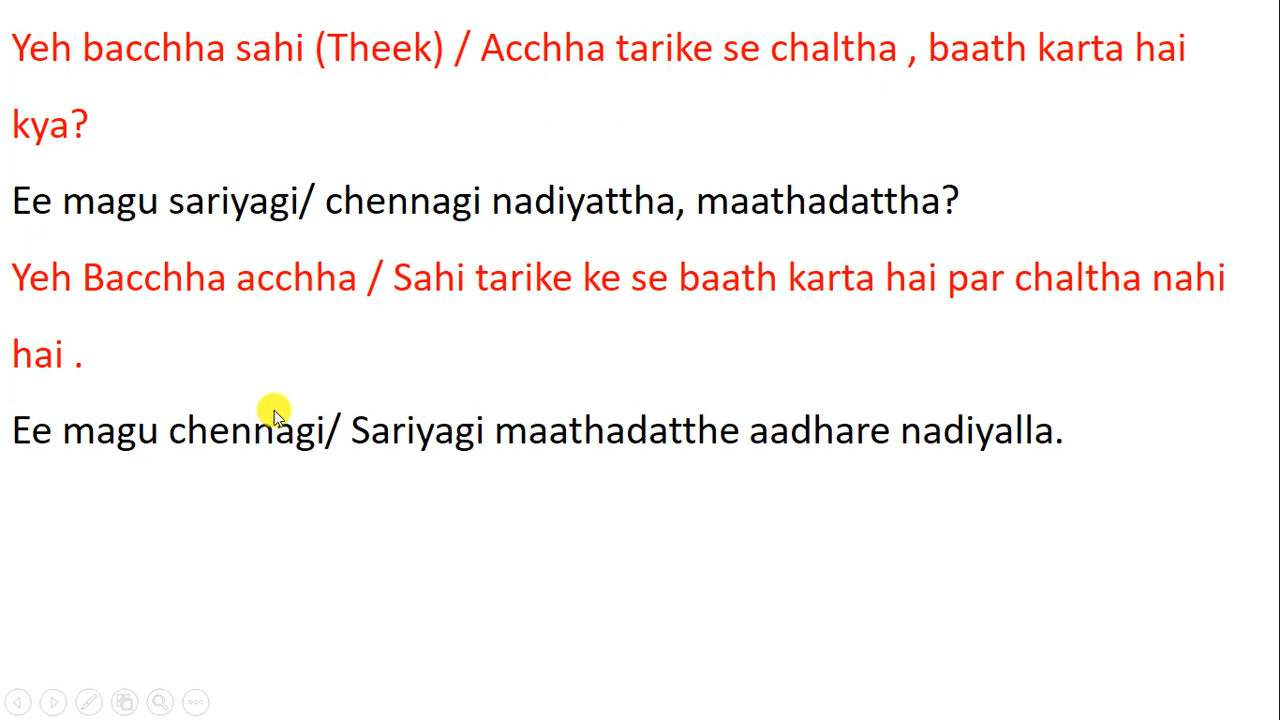 Yeh bacchha sahi (Theek) / Acchha tarike se chaltha , baath karta hai
kya?
Ee magu sariyagi/ chennagi nadiyattha, maathadattha?
Yeh Bacchha acchha / Sahi tarike ke se baath karta hai par chaltha nahi
hai .
Ee magu chennagi/ Sariyagi maathadatthe aadhare nadiyalla.